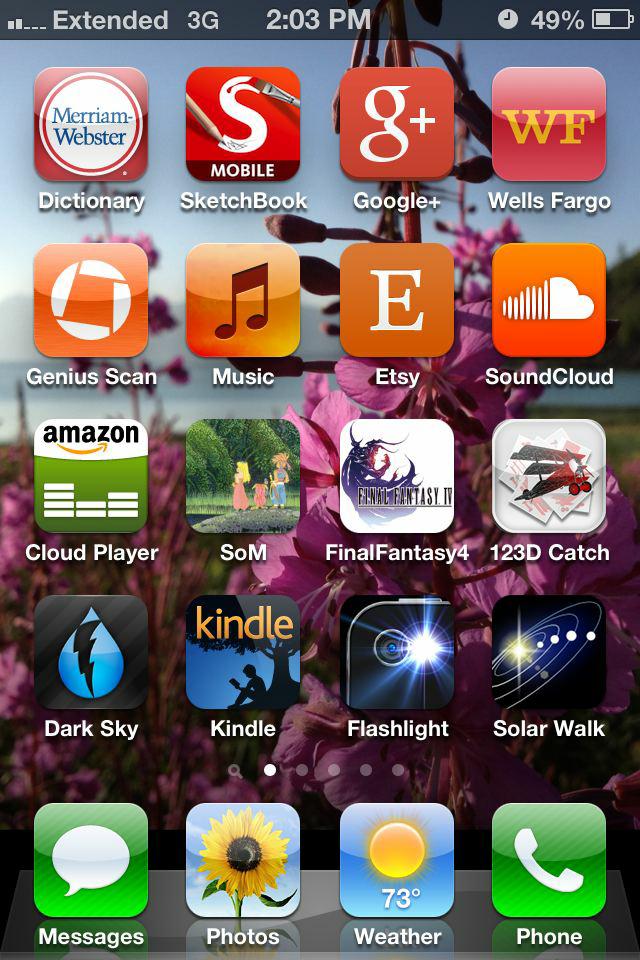 Extended 3G 2:03 PM 49%
Merriam-
Webster
S
MOBILE
g+
WF
Dictionary SketchBook Google+ Wells Fargo
E
Genius Scan Music Etsy SoundCloud
amazon
FINAL FANTASY IV
Cloud Player SoM FinalFantasy4 123D Catch
kindle
Dark Sky Kindle Flashlight Solar Walk
73°
Messages Photos Weather Phone